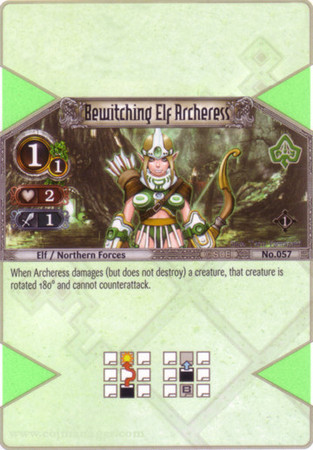 Bewitching Elf Archeress
1
1
2
1
Elf / Northern Forces
No.057
When Archeress damages (but does not destroy) a creature, that creature is
rotated 180° and cannot counterattack.
B